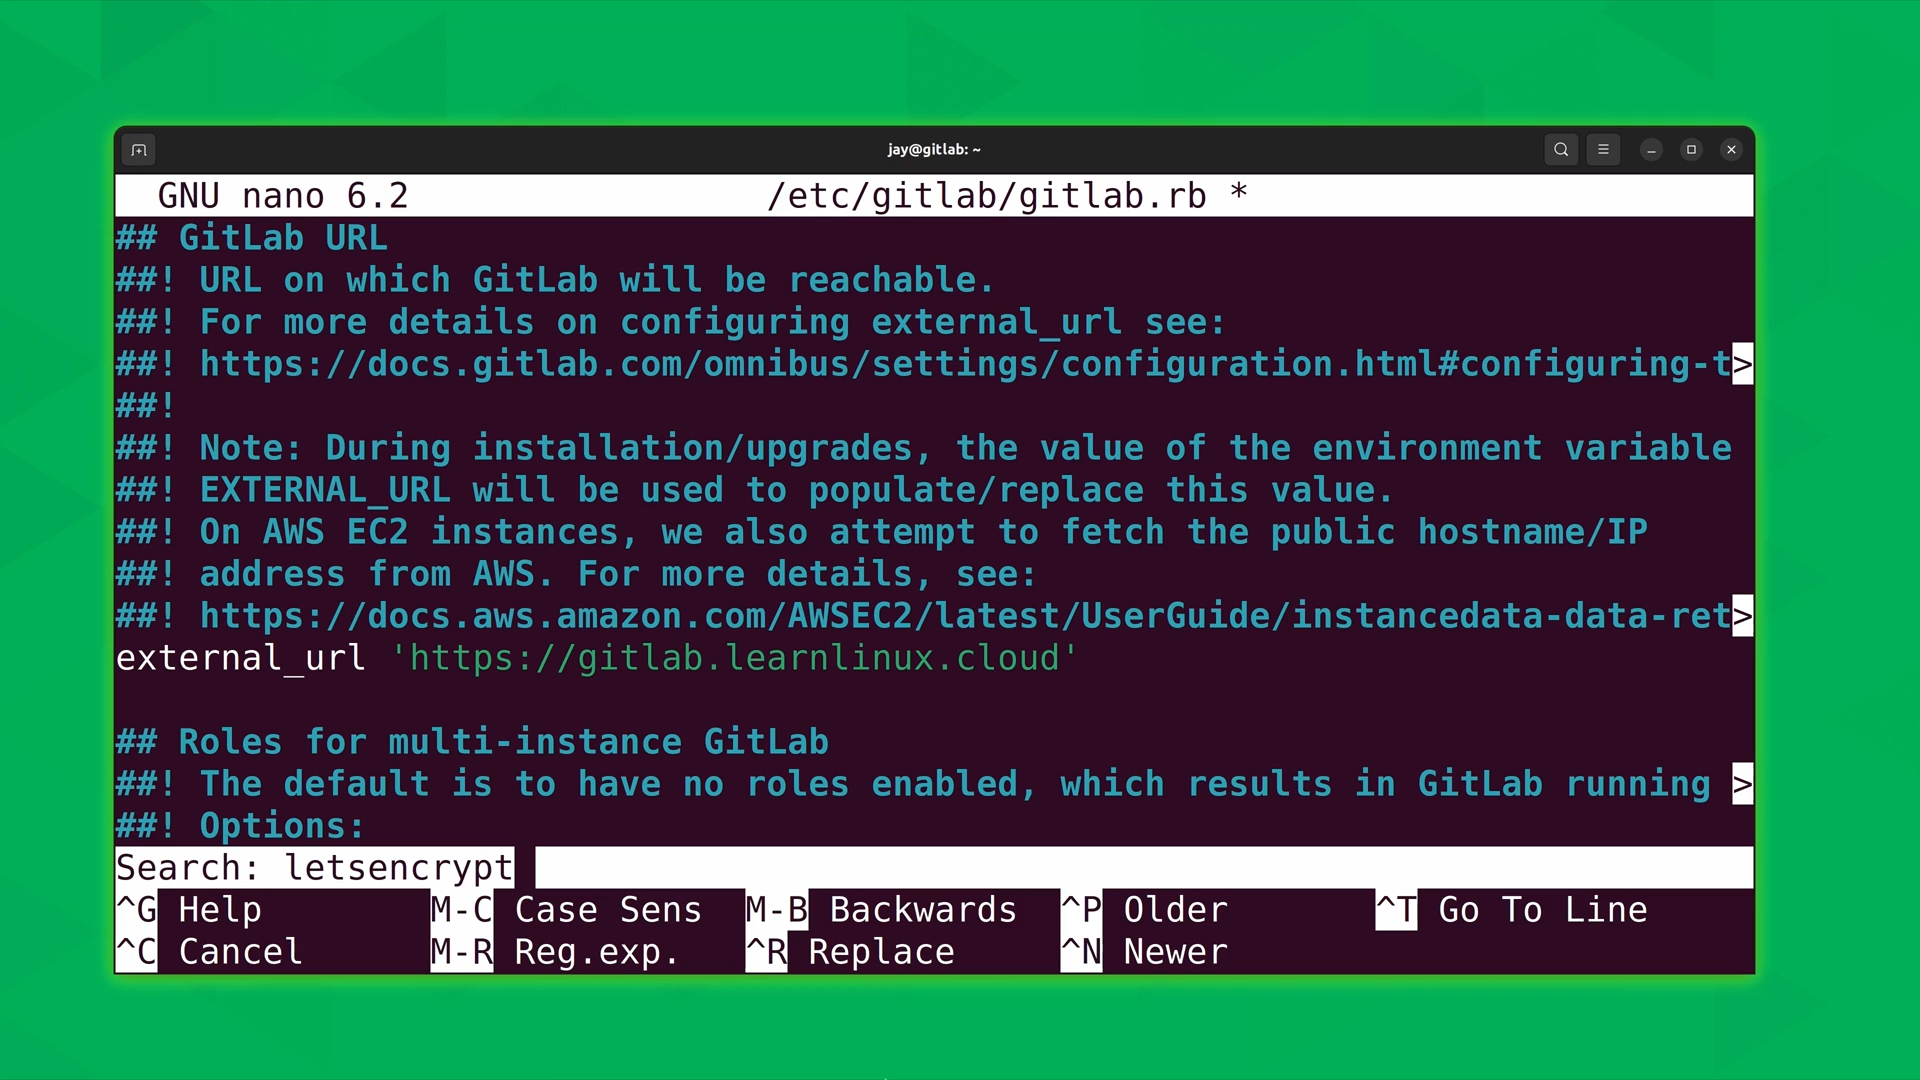 jay@gitlab: ~
GNU nano 6.2 /etc/gitlab/gitlab.rb *
## GitLab URL
##! URL on which GitLab will be reachable.
##! For more details on configuring external_url see:
##! https://docs.gitlab.com/omnibus/settings/configuration.html#configuring-t>
##!
##! Note: During installation/upgrades, the value of the environment variable
##! EXTERNAL_URL will be used to populate/replace this value.
##! On AWS EC2 instances, we also attempt to fetch the public hostname/IP
##! address from AWS. For more details, see:
##! https://docs.aws.amazon.com/AWSEC2/latest/UserGuide/instancedata-data-ret>
external_url 'https://gitlab.learnlinux.cloud'
## Roles for multi-instance GitLab
##! The default is to have no roles enabled, which results in GitLab running >
##! Options:
Search: letsencrypt
^G Help M-C Case Sens M-B Backwards ^P Older ^T Go To Line
^C Cancel M-R Reg.exp. ^R Replace ^N Newer